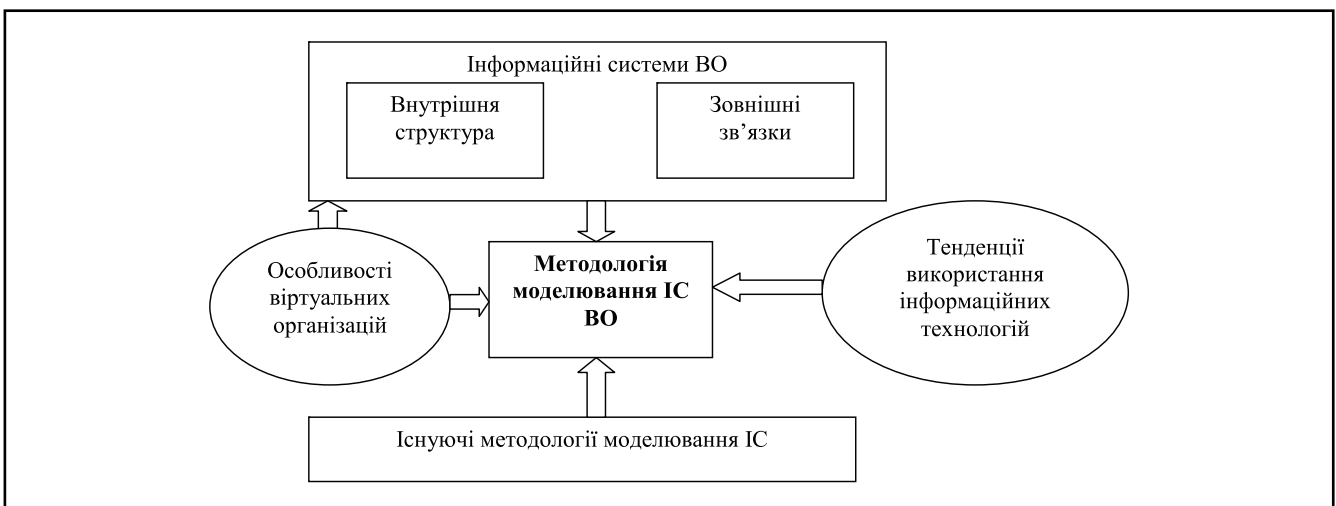 Інформаційні системи ВО
Внутрішня
структура
Зовнішні
зв’язки
Особливості
віртуальних
організацій
Методологія
моделювання ІС
ВО
Тенденції
використання
інформаційних
технологій
Існуючі методології моделювання ІС